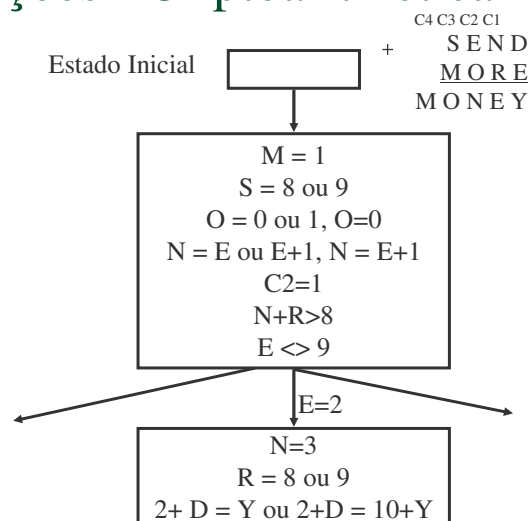 C4 C3 C2 C1
+ S E N D
M O R E
M O N E Y
Estado Inicial
M = 1
S = 8 ou 9
O = 0 ou 1, O=0
N = E ou E+1, N = E+1
C2=1
N+R>8
E <> 9
E=2
N=3
R = 8 ou 9
2+ D = Y ou 2+D = 10+Y